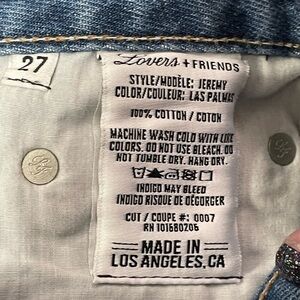 27
Lovers + FRIENDS
STYLE/MODÈLE: JEREMY
COLOR/COULEUR: LAS PALMAS
100% COTTON / COTON
MACHINE WASH COLD WITH LIKE
COLORS. DO NOT USE BLEACH. DO
NOT TUMBLE DRY. HANG DRY.
INDIGO MAY BLEED
INDIGO RISQUE DE DÉGORGER
CUT / COUPE #: 0007
RN 101680206
MADE IN
LOS ANGELES, CA